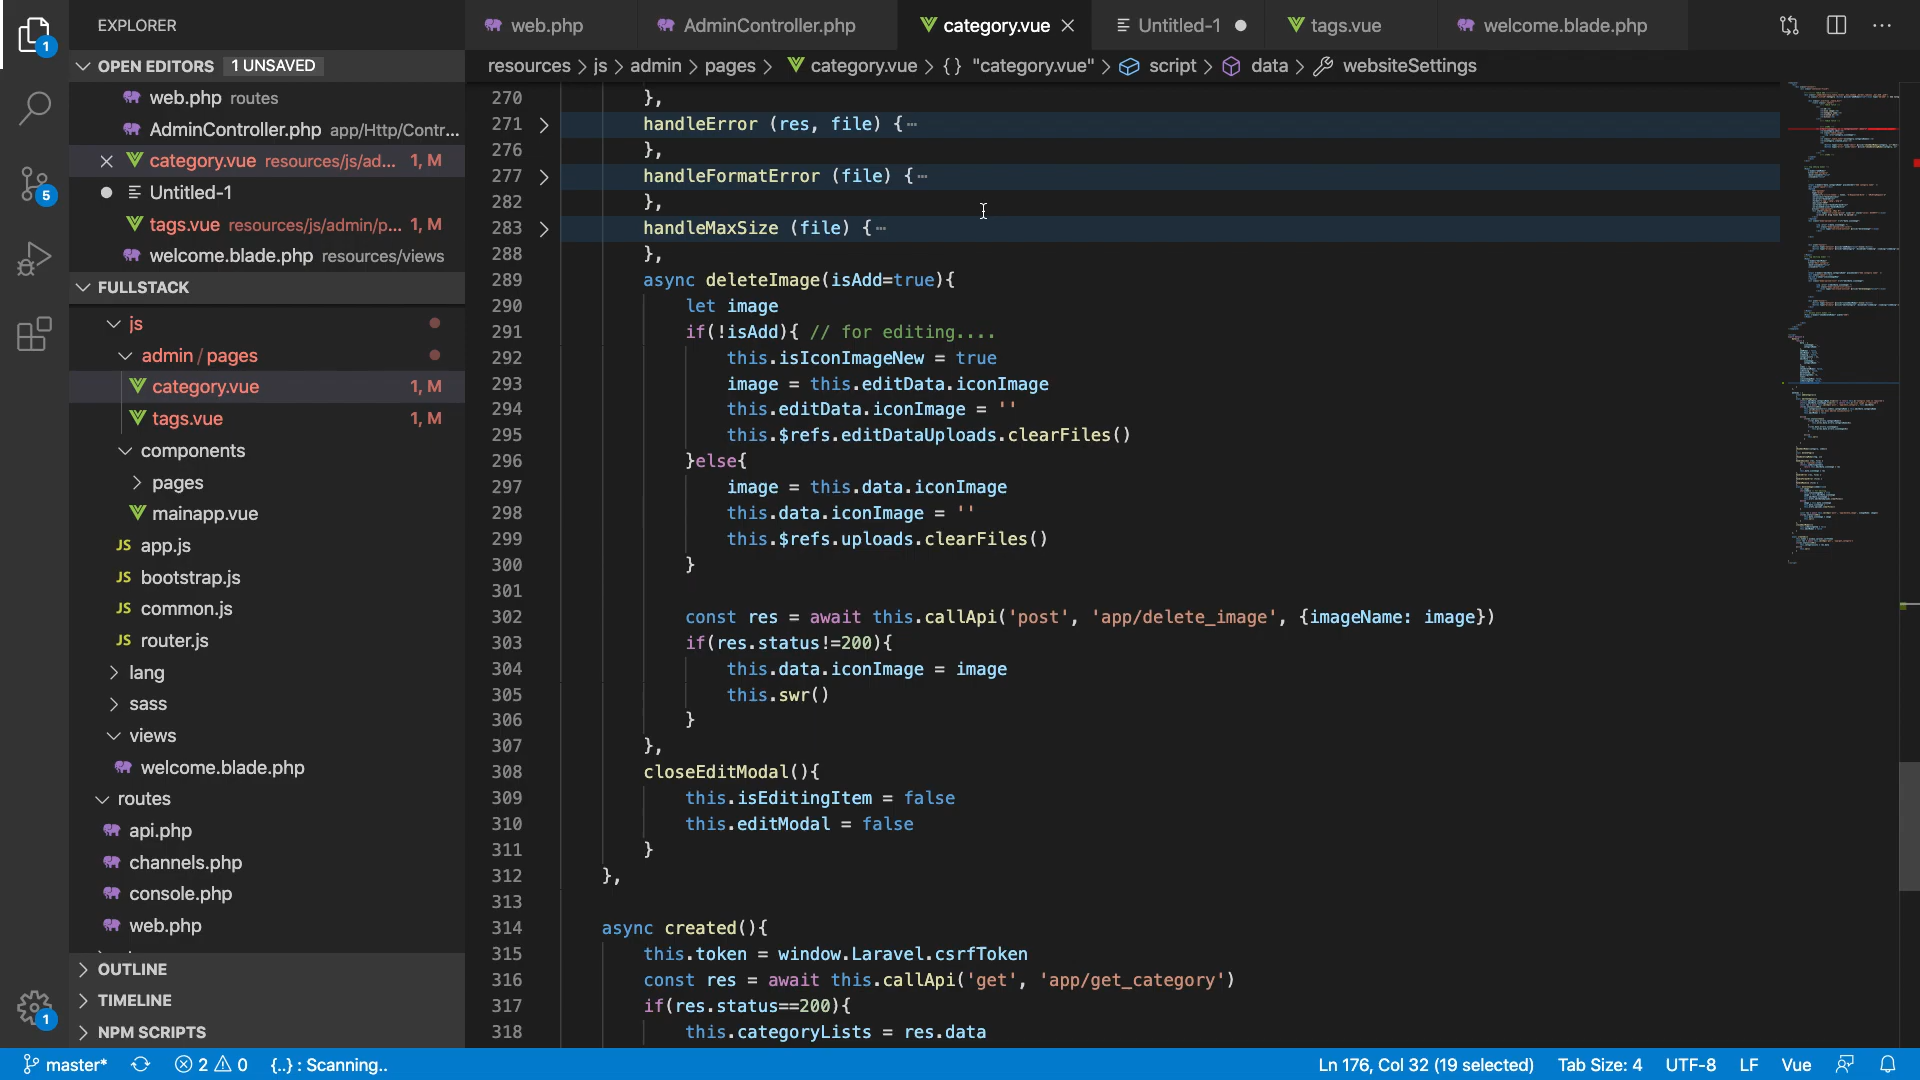 EXPLORER
OPEN EDITORS 1 UNSAVED
web.php routes
AdminController.php app/Http/Contr...
category.vue resources/js/ad... 1, M
Untitled-1
tags.vue resources/js/admin/p... 1, M
welcome.blade.php resources/views
FULLSTACK
js
admin / pages
category.vue 1, M
tags.vue 1, M
components
pages
mainapp.vue
JS app.js
JS bootstrap.js
JS common.js
JS router.js
lang
sass
views
welcome.blade.php
routes
api.php
channels.php
console.php
web.php
OUTLINE
TIMELINE
NPM SCRIPTS
1
5
1
web.php AdminController.php category.vue Untitled-1 tags.vue welcome.blade.php
resources > js > admin > pages > category.vue > {} "category.vue" > script > data > websiteSettings
270 },
271 handleError (res, file) {…
276 },
277 handleFormatError (file) {…
282 },
283 handleMaxSize (file) {…
288 },
289 async deleteImage(isAdd=true){
290 let image
291 if(!isAdd){ // for editing....
292 this.isIconImageNew = true
293 image = this.editData.iconImage
294 this.editData.iconImage = ''
295 this.$refs.editDataUploads.clearFiles()
296 }else{
297 image = this.data.iconImage
298 this.data.iconImage = ''
299 this.$refs.uploads.clearFiles()
300 }
301
302 const res = await this.callApi('post', 'app/delete_image', {imageName: image})
303 if(res.status!=200){
304 this.data.iconImage = image
305 this.swr()
306 }
307 },
308 closeEditModal(){
309 this.isEditingItem = false
310 this.editModal = false
311 }
312 },
313
314 async created(){
315 this.token = window.Laravel.csrfToken
316 const res = await this.callApi('get', 'app/get_category')
317 if(res.status==200){
318 this.categoryLists = res.data
master* 2 0 {..} : Scanning.. Ln 176, Col 32 (19 selected) Tab Size: 4 UTF-8 LF Vue